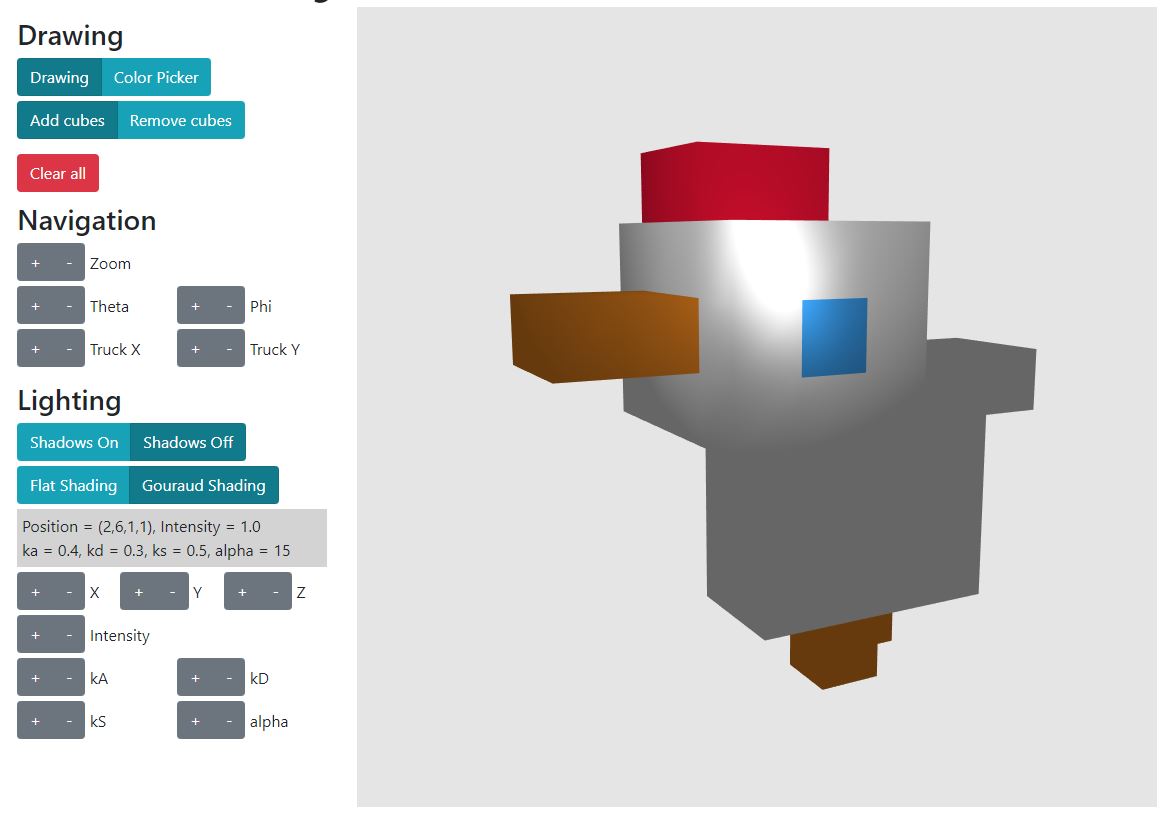 Drawing
Drawing Color Picker
Add cubes Remove cubes
Clear all
Navigation
+ - Zoom
+ - Theta + - Phi
+ - Truck X + - Truck Y
Lighting
Shadows On Shadows Off
Flat Shading Gouraud Shading
Position = (2,6,1,1), Intensity = 1.0
ka = 0.4, kd = 0.3, ks = 0.5, alpha = 15
+ - X + - Y + - Z
+ - Intensity
+ - kA + - kD
+ - kS + - alpha